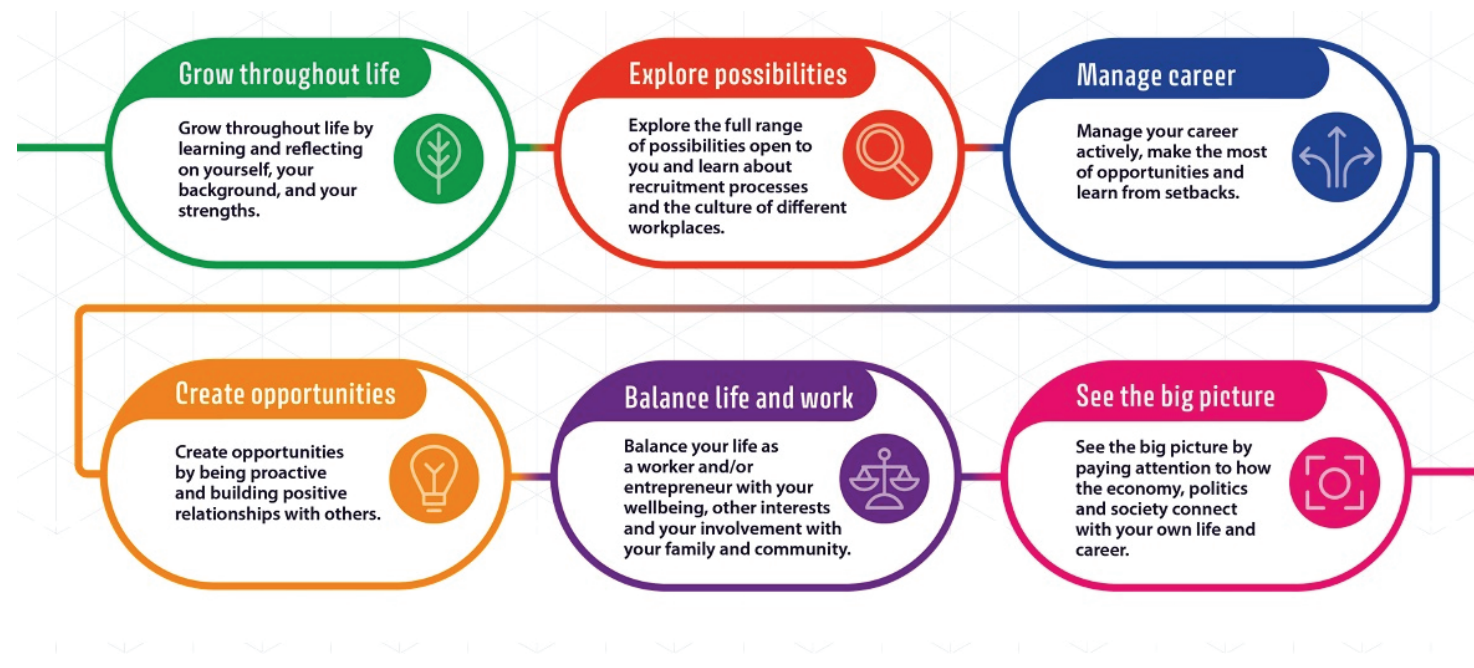 Grow throughout life
Grow throughout life by
learning and reflecting
on yourself, your
background, and your
strengths.
Explore possibilities
Explore the full range
of possibilities open to
you and learn about
recruitment processes
and the culture of different
workplaces.
Manage career
Manage your career
actively, make the most
of opportunities and
learn from setbacks.
Create opportunities
Create opportunities
by being proactive
and building positive
relationships with others.
Balance life and work
Balance your life as
a worker and/or
entrepreneur with your
wellbeing, other interests
and your involvement with
your family and community.
See the big picture
See the big picture by
paying attention to how
the economy, politics
and society connect
with your own life and
career.